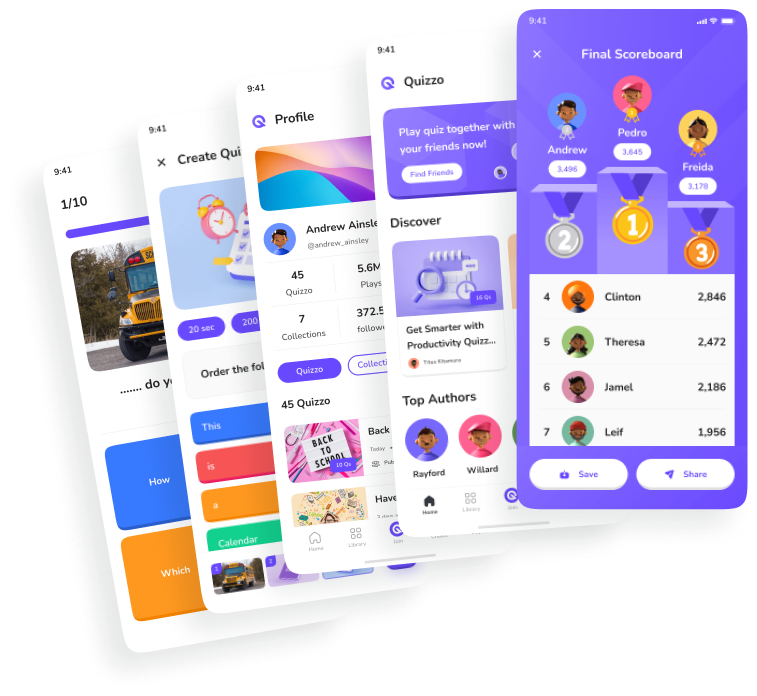 9:41
1/10
....... do yo
How
Which
9:41
Create Qui
20 sec
200
Order the fol
This
is
a
Calendar
1
2
9:41
Profile
Andrew Ainsle
@andrew_ainsley
45
Quizzo
5.6M
Plays
7
Collections
372.5
follow
Quizzo
Collecti
45 Quizzo
BACK
TO
SCHOOL
10 Qs
Back
Today
Pub
Have
Home
Library
9:41
Quizzo
Play quiz together with
your friends now!
Find Friends
Discover
16 Qs
Get Smarter with
Productivity Quizz...
Titus Kitamura
Top Authors
Rayford
Willard
Home
Library
9:41
Final Scoreboard
Andrew
3,496
Pedro
3,645
Freida
3,178
2
1
3
4 Clinton 2,846
5 Theresa 2,472
6 Jamel 2,186
7 Leif 1,956
Save
Share